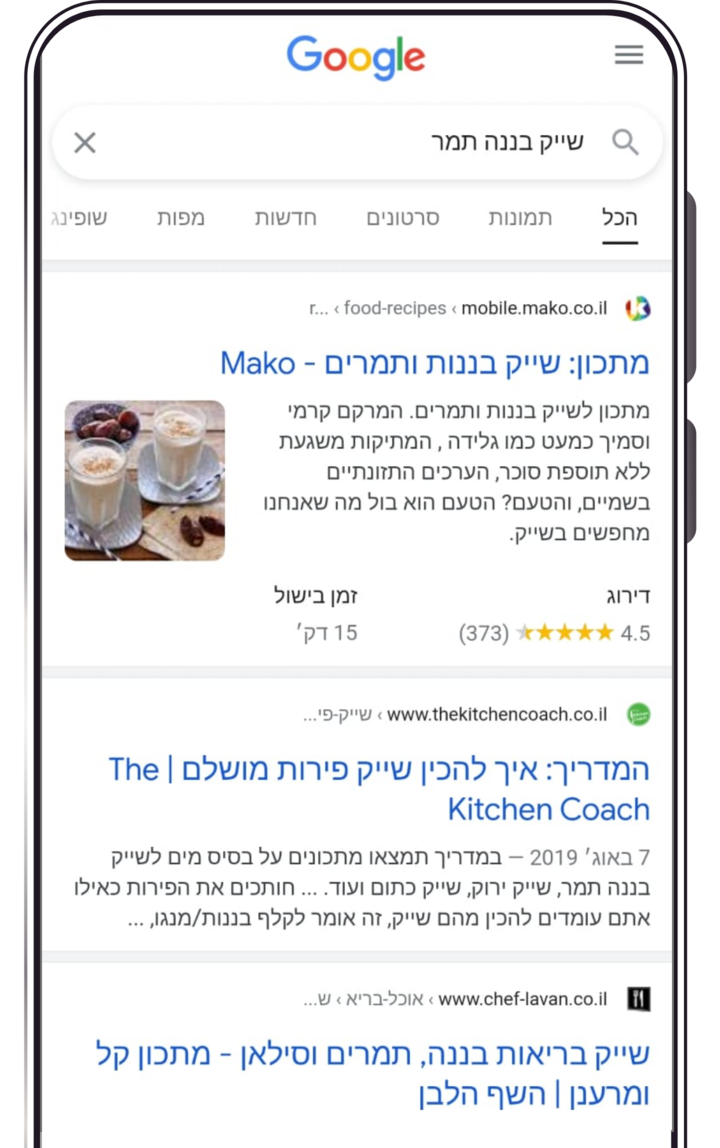 Google
שייק בננה תמר
הכל תמונות סרטונים חדשות מפות שופינג
mobile.mako.co.il › food-recipes › r...
מתכון: שייק בננות ותמרים - Mako
מתכון לשייק בננות ותמרים. המרקם קרמי
וסמיך כמעט כמו גלידה , המתיקות משגעת
ללא תוספת סוכר, הערכים התזונתיים
בשמיים, והטעם? הטעם הוא בול מה שאנחנו
מחפשים בשייק.
דירוג זמן בישול
4.5 (373) 15 דק׳
www.thekitchencoach.co.il › שייק-פי...
המדריך: איך להכין שייק פירות מושלם | The
Kitchen Coach
7 באוג׳ 2019 — במדריך תמצאו מתכונים על בסיס מים לשייק
בננה תמר, שייק ירוק, שייק כתום ועוד. ... חותכים את הפירות כאילו
אתם עומדים להכין מהם שייק, זה אומר לקלף בננות/מנגו, ...
www.chef-lavan.co.il › אוכל-בריא › ש...
שייק בריאות בננה, תמרים וסילאן - מתכון קל
ומרענן | השף הלבן